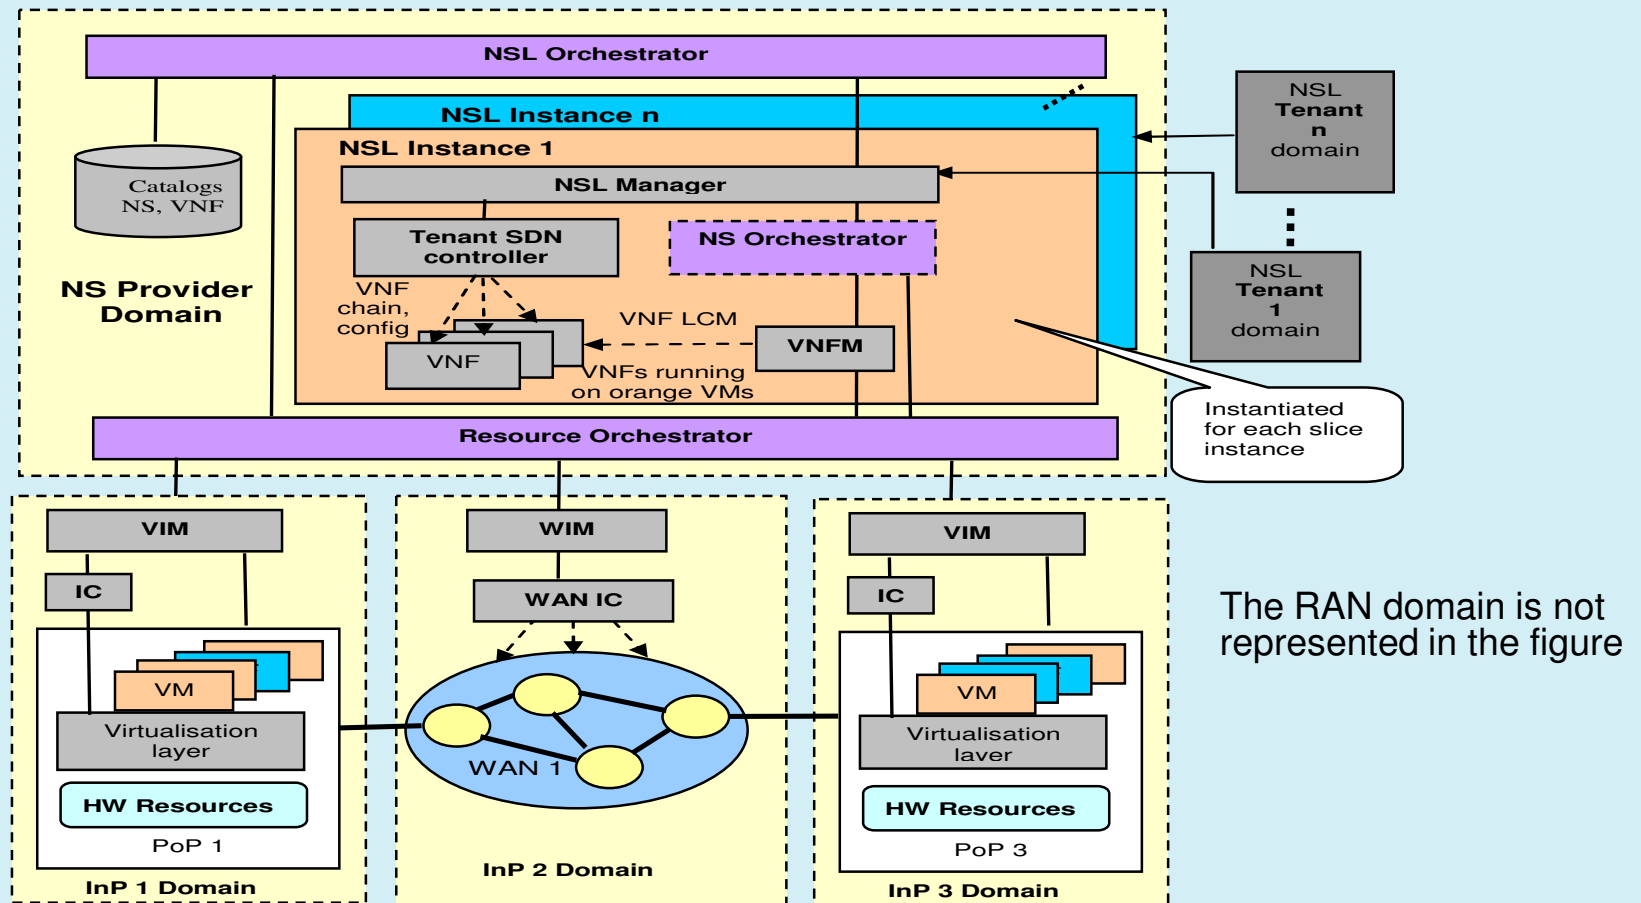 NSL Orchestrator
NSL Instance n
NSL Instance 1
NSL Manager
NSL
Tenant
n
domain
Catalogs
NS, VNF
Tenant SDN
controller
NS Orchestrator
NSL
Tenant
1
domain
NS Provider
Domain
VNF
chain,
config
VNF LCM
VNFM
VNF
VNFs running
on orange VMs
Instantiated
for each slice
instance
Resource Orchestrator
VIM
WIM
VIM
IC
WAN IC
IC
The RAN domain is not
represented in the figure
VM
VM
Virtualisation
layer
WAN 1
Virtualisation
laver
HW Resources
HW Resources
PoP 1
PoP 3
InP 1 Domain
InP 2 Domain
InP 3 Domain